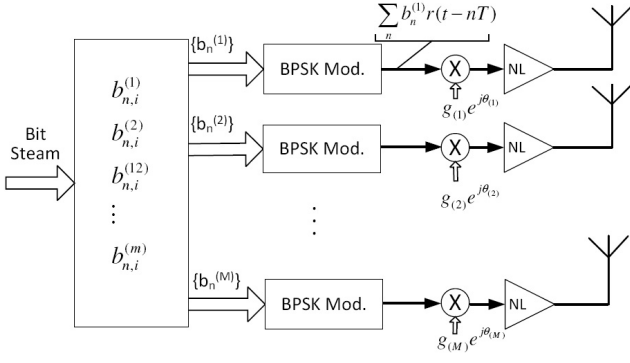 ∑_n b_n^{(1)} r(t − nT)
{b_n^{(1)}}
BPSK Mod.
X
NL
g_{(1)}e^{jθ_{(1)}}
Bit
Steam
b_{n,i}^{(1)}
b_{n,i}^{(2)}
b_{n,i}^{(12)}
⋮
b_{n,i}^{(m)}
{b_n^{(2)}}
BPSK Mod.
X
NL
g_{(2)}e^{jθ_{(2)}}
⋮
{b_n^{(M)}}
BPSK Mod.
X
NL
g_{(M)}e^{jθ_{(M)}}